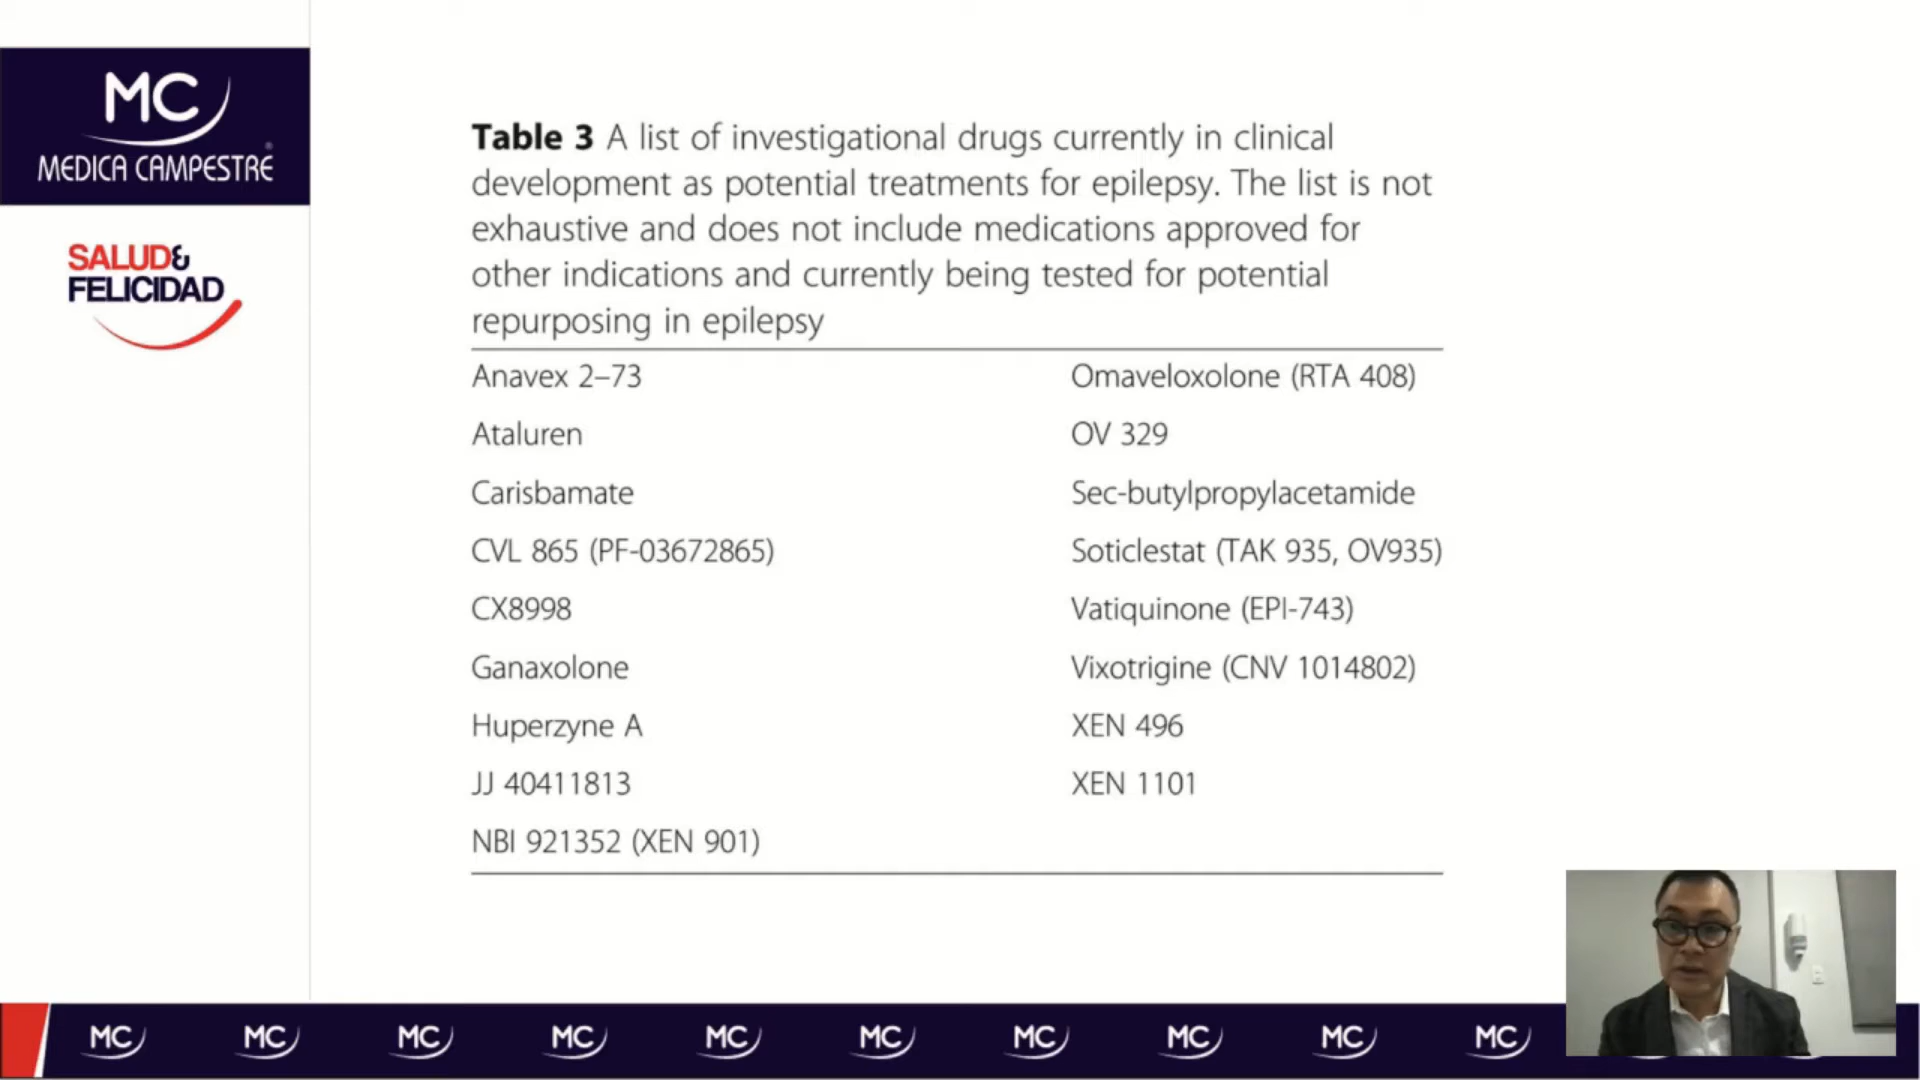 MC
MEDICA CAMPESTRE®
SALUD&
FELICIDAD
Table 3 A list of investigational drugs currently in clinical
development as potential treatments for epilepsy. The list is not
exhaustive and does not include medications approved for
other indications and currently being tested for potential
repurposing in epilepsy
Anavex 2–73
Ataluren
Carisbamate
CVL 865 (PF-03672865)
CX8998
Ganaxolone
Huperzyne A
JJ 40411813
NBI 921352 (XEN 901)
Omaveloxolone (RTA 408)
OV 329
Sec-butylpropylacetamide
Soticlestat (TAK 935, OV935)
Vatiquinone (EPI-743)
Vixotrigine (CNV 1014802)
XEN 496
XEN 1101
MC MC MC MC MC MC MC MC MC MC